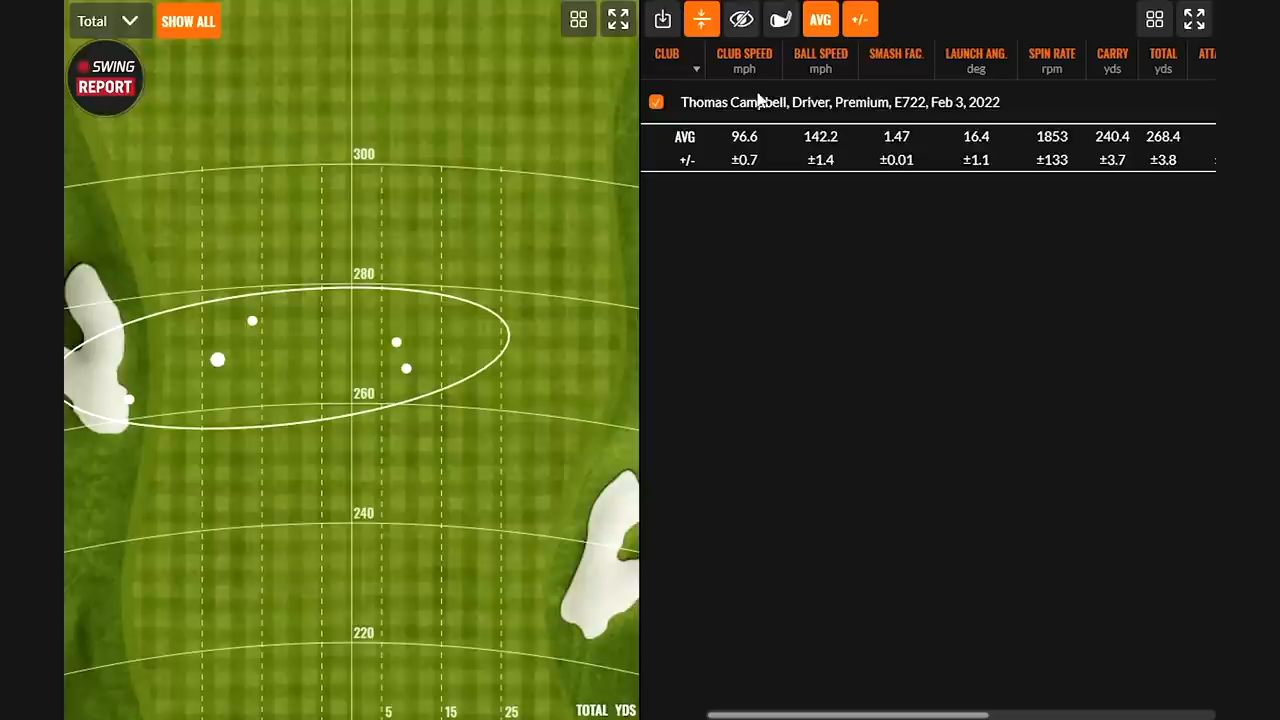 Total
SHOW ALL
SWING
REPORT
300
280
260
240
220
5
15
25
TOTAL YDS
AVG
+/-
CLUB CLUB SPEED BALL SPEED SMASH FAC. LAUNCH ANG. SPIN RATE CARRY TOTAL ATTA
mph mph deg rpm yds yds
Thomas Campbell, Driver, Premium, E722, Feb 3, 2022
AVG 96.6 142.2 1.47 16.4 1853 240.4 268.4
+/- ±0.7 ±1.4 ±0.01 ±1.1 ±133 ±3.7 ±3.8